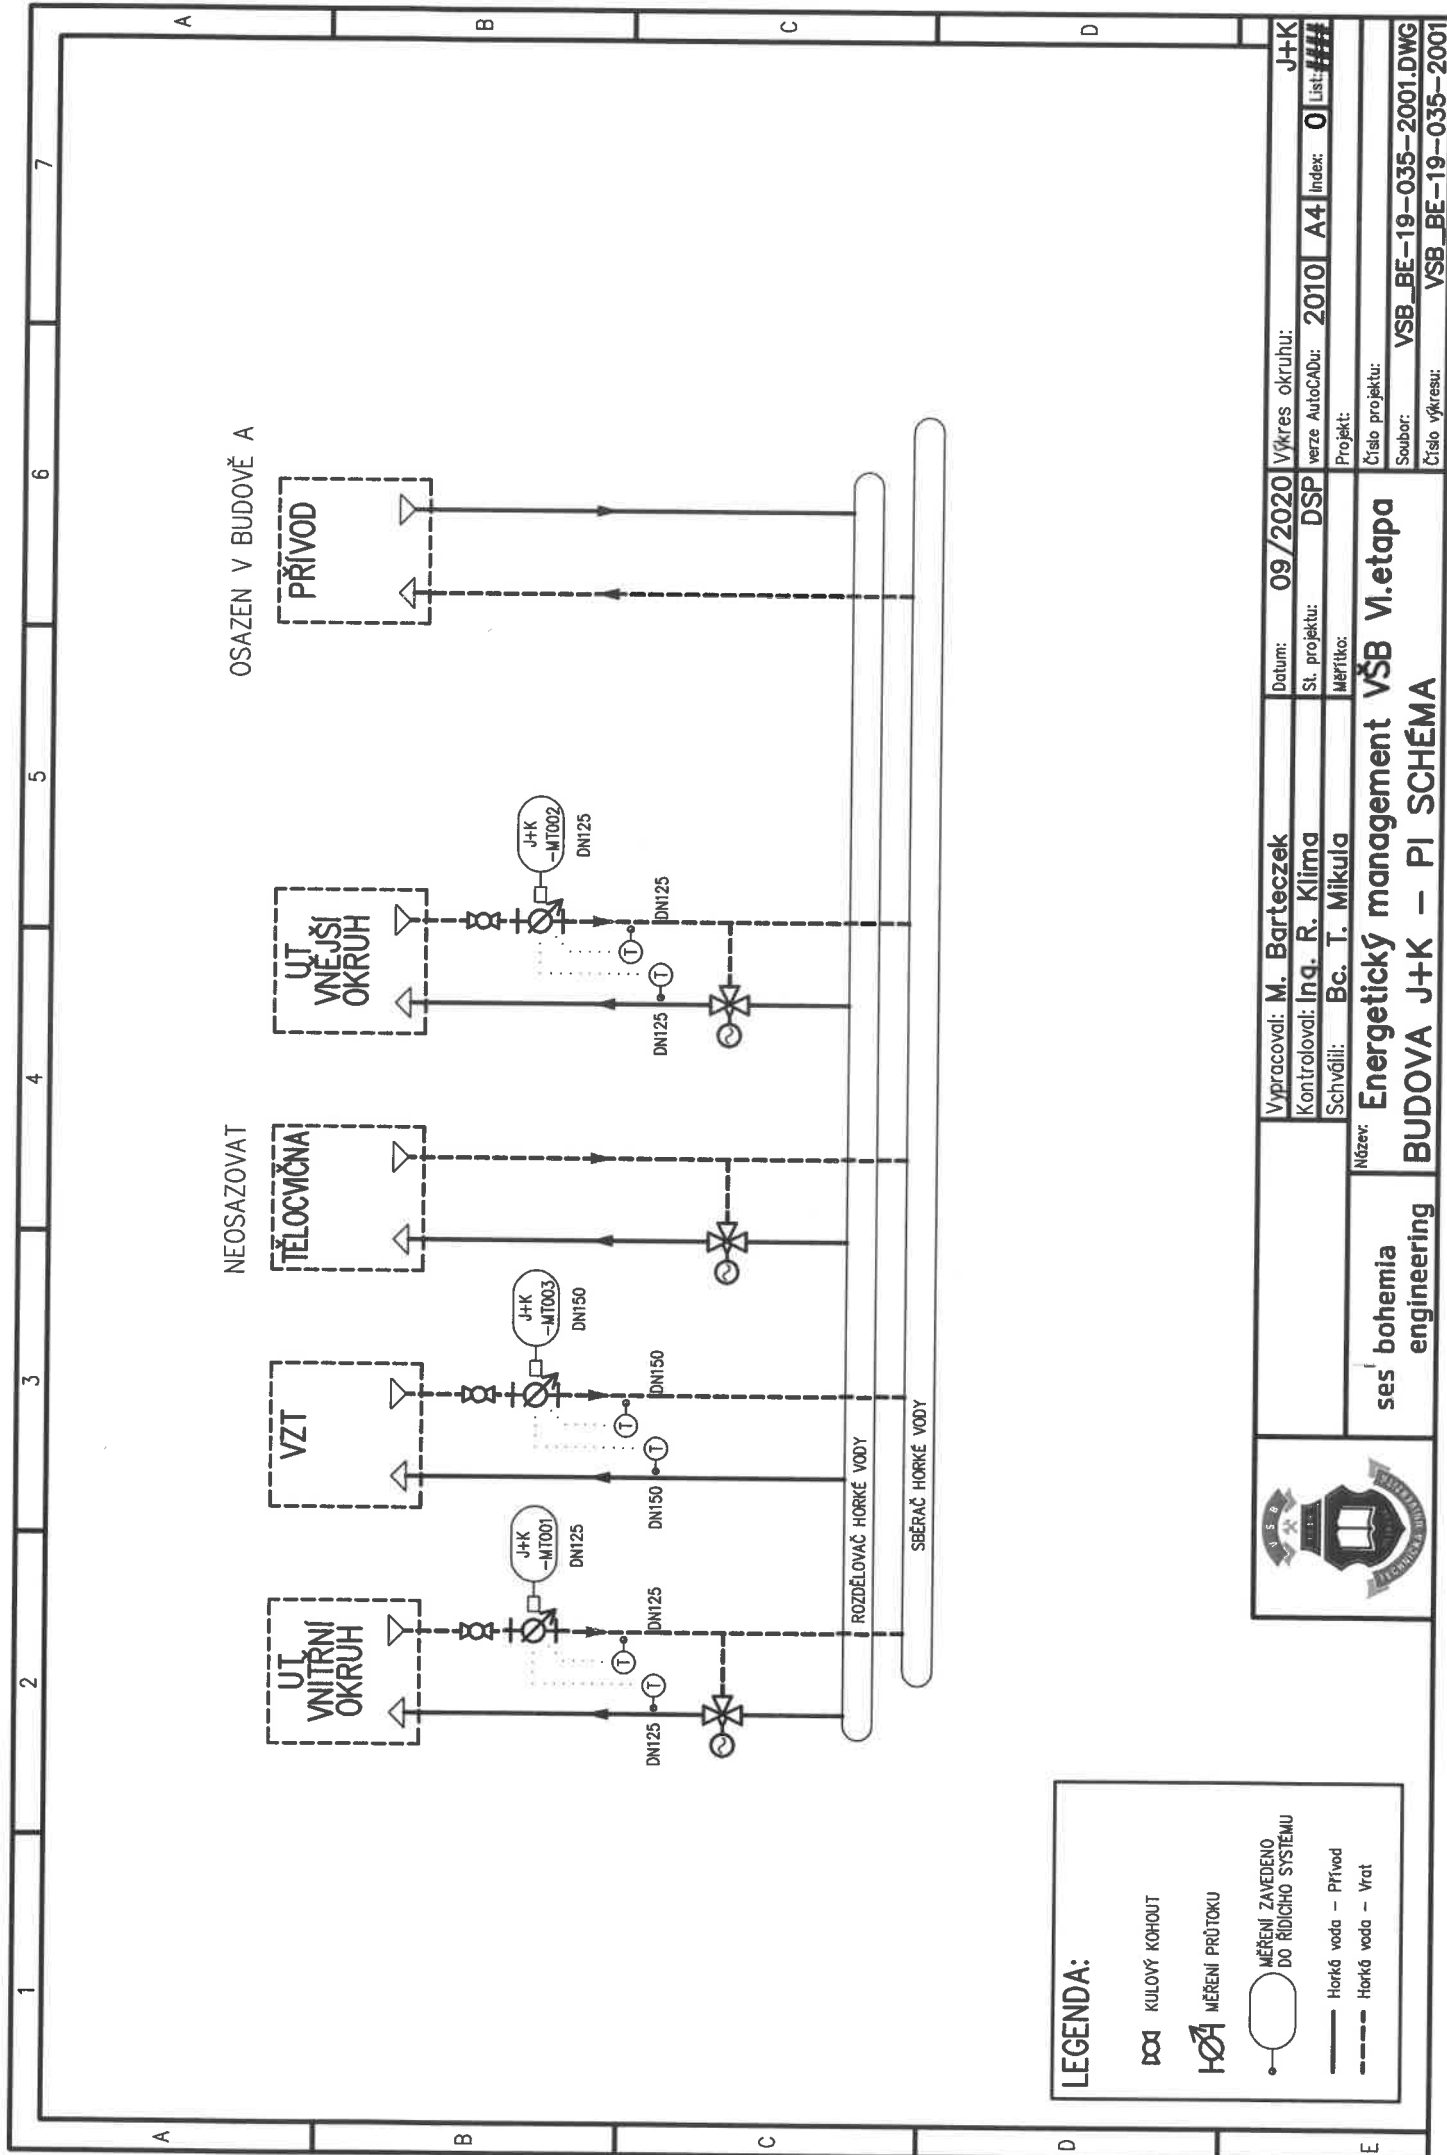 1
2
3
4
5
6
7
A
B
C
D
A
B
C
D
E
OSAZEN V BUDOVĚ A
NEOSAZOVAT
ÚT
VNITŘNÍ
OKRUH
VZT
TĚLOCVIČNA
ÚT
VNĚJŠÍ
OKRUH
PŘÍVOD
J+K
-MT001
DN125
J+K
-MT003
DN150
J+K
-MT002
DN125
T
T
DN125
DN125
T
T
DN150
DN150
T
T
DN125
DN125
ROZDĚLOVAČ HORKÉ VODY
SBĚRAČ HORKÉ VODY
LEGENDA:
KULOVÝ KOHOUT
MĚŘENÍ PRŮTOKU
MĚŘENÍ ZAVEDENO
DO ŘÍDICÍHO SYSTÉMU
Horká voda - Přívod
Horká voda - Vrat
V Š B
ses bohemia
engineering
Vypracoval: M. Barteczek
Kontroloval: Ing. R. Klima
Schválil: Bc. T. Mikula
Datum: 09/2020
St. projektu: DSP
Měřítko:
Výkres okruhu: J+K
verze AutoCADu: 2010 A4 Index: 0 List: ####
Projekt:
Číslo projektu:
Soubor: VSB_BE-19-035-2001.DWG
Číslo výkresu: VSB_BE-19-035-2001
Název: Energetický management VŠB VI.etapa
BUDOVA J+K - PI SCHÉMA